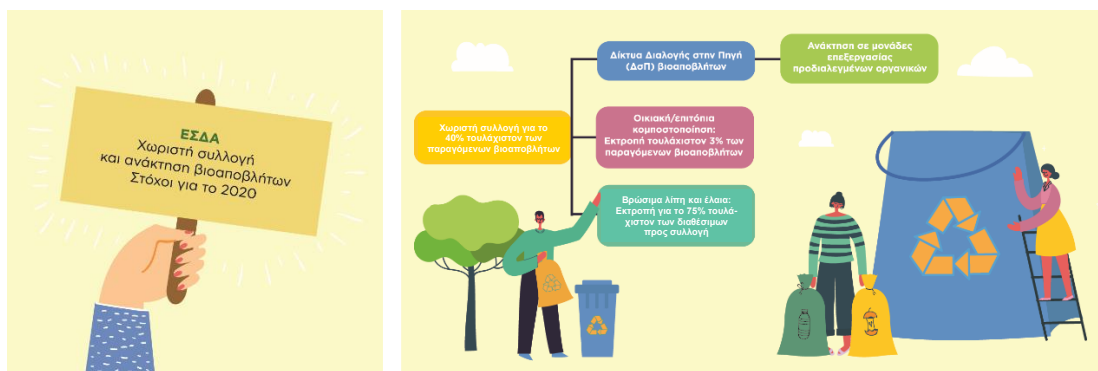 ΕΣΔΑ
Χωριστή συλλογή
και ανάκτηση βιοαποβλήτων
Στόχοι για το 2020
Χωριστή συλλογή για το
40% τουλάχιστον των
παραγόμενων βιοαποβλήτων
Δίκτυα Διαλογής στην Πηγή
(ΔσΠ) βιοαποβλήτων
Ανάκτηση σε μονάδες
επεξεργασίας
προδιαλεγμένων οργανικών
Οικιακή/επιτόπια
κομποστοποίηση:
Εκτροπή τουλάχιστον 3% των
παραγόμενων βιοαποβλήτων
Βρώσιμα λίπη και έλαια:
Εκτροπή για το 75% τουλά-
χιστον των διαθέσιμων
προς συλλογή